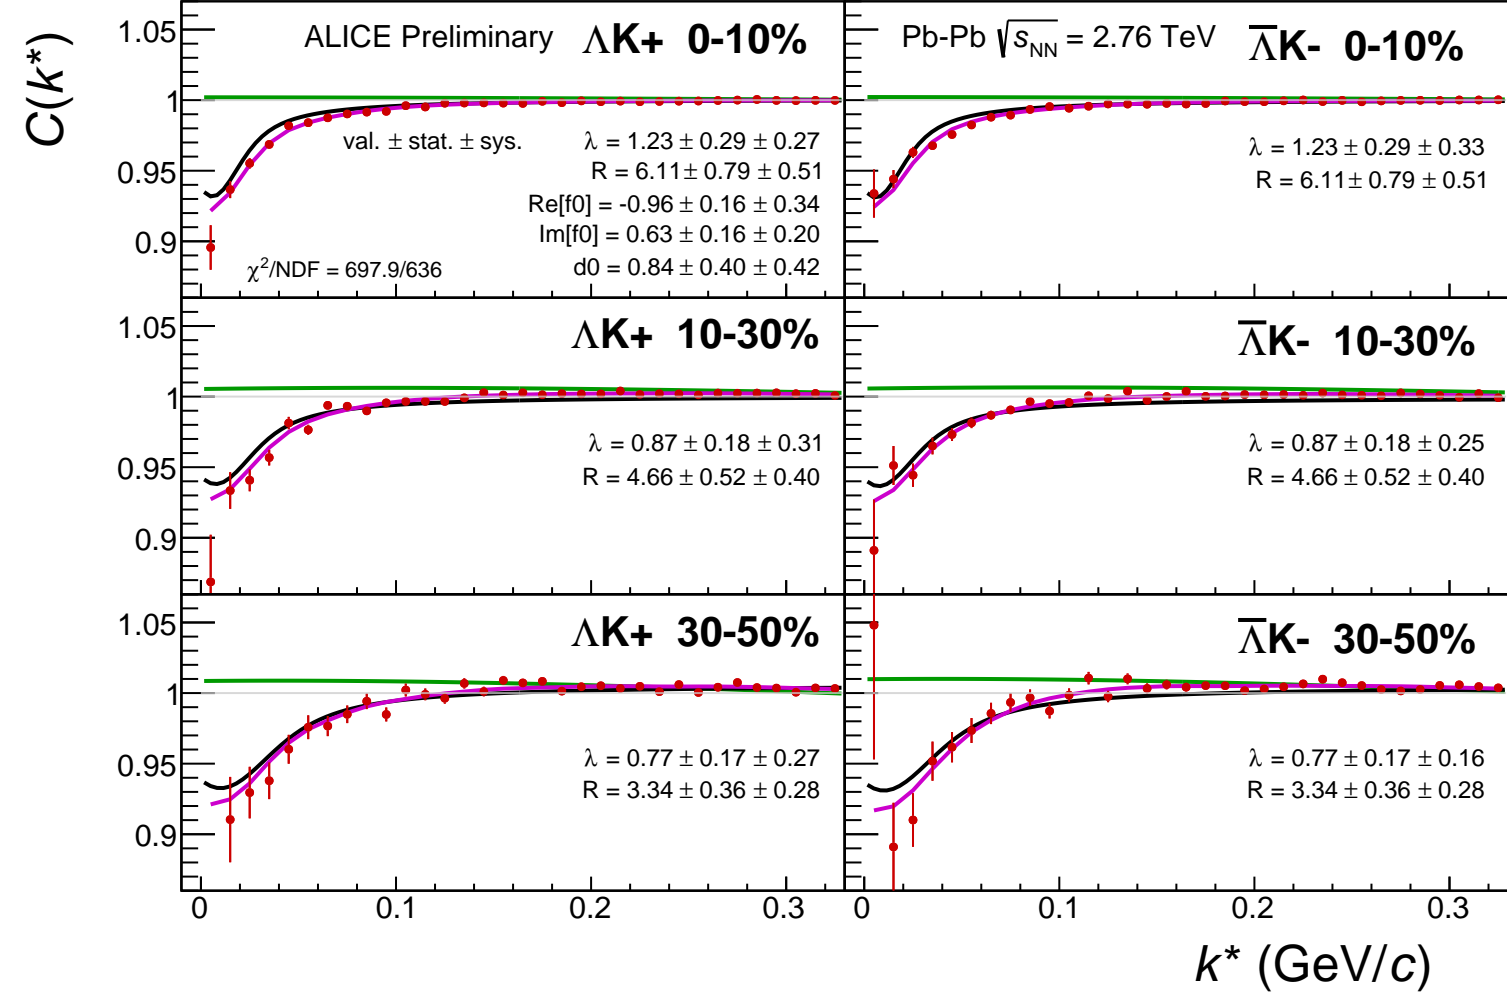 C(k*)
ALICE Preliminary ΛK+ 0-10%
1.05
1
0.95
0.9
val. ± stat. ± sys.
λ = 1.23 ± 0.29 ± 0.27
R = 6.11± 0.79 ± 0.51
Re[f0] = -0.96 ± 0.16 ± 0.34
Im[f0] = 0.63 ± 0.16 ± 0.20
d0 = 0.84 ± 0.40 ± 0.42
χ²/NDF = 697.9/636
Pb-Pb √sNN = 2.76 TeV Λ̅K- 0-10%
λ = 1.23 ± 0.29 ± 0.33
R = 6.11± 0.79 ± 0.51
ΛK+ 10-30%
1.05
1
0.95
0.9
λ = 0.87 ± 0.18 ± 0.31
R = 4.66 ± 0.52 ± 0.40
Λ̅K- 10-30%
λ = 0.87 ± 0.18 ± 0.25
R = 4.66 ± 0.52 ± 0.40
ΛK+ 30-50%
1.05
1
0.95
0.9
λ = 0.77 ± 0.17 ± 0.27
R = 3.34 ± 0.36 ± 0.28
Λ̅K- 30-50%
λ = 0.77 ± 0.17 ± 0.16
R = 3.34 ± 0.36 ± 0.28
0 0.1 0.2 0.3 0 0.1 0.2 0.3
k* (GeV/c)